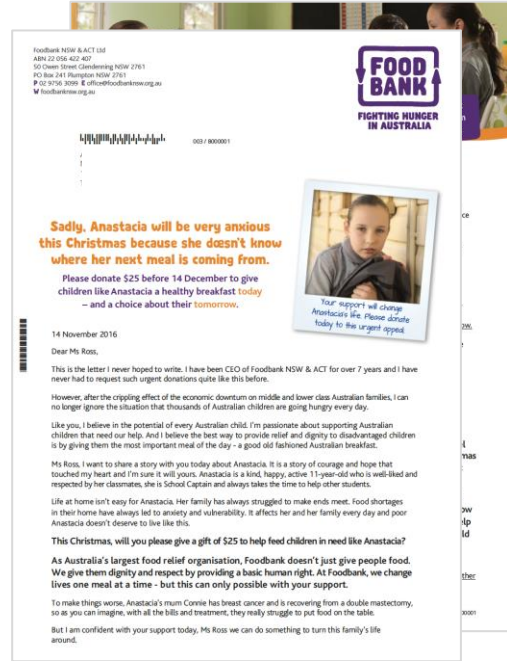 Foodbank NSW & ACT Ltd
ABN 22 056 422 407
50 Owen Street Glendenning NSW 2761
PO Box 241 Plumpton NSW 2761
P 02 9756 3099 E office@foodbanknsw.org.au
W foodbanknsw.org.au
FOOD
BANK
FIGHTING HUNGER
IN AUSTRALIA
003 / 8000001
Sadly, Anastacia will be very anxious
this Christmas because she doesn't know
where her next meal is coming from.
Please donate $25 before 14 December to give
children like Anastacia a healthy breakfast today
– and a choice about their tomorrow.
Your support will change
Anastacia's life. Please donate
today to this urgent appeal.
14 November 2016
Dear Ms Ross,
This is the letter I never hoped to write. I have been CEO of Foodbank NSW & ACT for over 7 years and I have
never had to request such urgent donations quite like this before.
However, after the crippling effect of the economic downturn on middle and lower class Australian families, I can
no longer ignore the situation that thousands of Australian children are going hungry every day.
Like you, I believe in the potential of every Australian child. I'm passionate about supporting Australian
children that need our help. And I believe the best way to provide relief and dignity to disadvantaged children
is by giving them the most important meal of the day - a good old fashioned Australian breakfast.
Ms Ross, I want to share a story with you today about Anastacia. It is a story of courage and hope that
touched my heart and I'm sure it will yours. Anastacia is a kind, happy, active 11-year-old who is well-liked and
respected by her classmates, she is School Captain and always takes the time to help other students.
Life at home isn't easy for Anastacia. Her family has always struggled to make ends meet. Food shortages
in their home have always led to anxiety and vulnerability. It affects her and her family every day and poor
Anastacia doesn't deserve to live like this.
This Christmas, will you please give a gift of $25 to help feed children in need like Anastacia?
As Australia's largest food relief organisation, Foodbank doesn't just give people food.
We give them dignity and respect by providing a basic human right. At Foodbank, we change
lives one meal at a time - but this can only possible with your support.
To make things worse, Anastacia's mum Connie has breast cancer and is recovering from a double mastectomy,
so as you can imagine, with all the bills and treatment, they really struggle to put food on the table.
But I am confident with your support today, Ms Ross we can do something to turn this family's life
around.